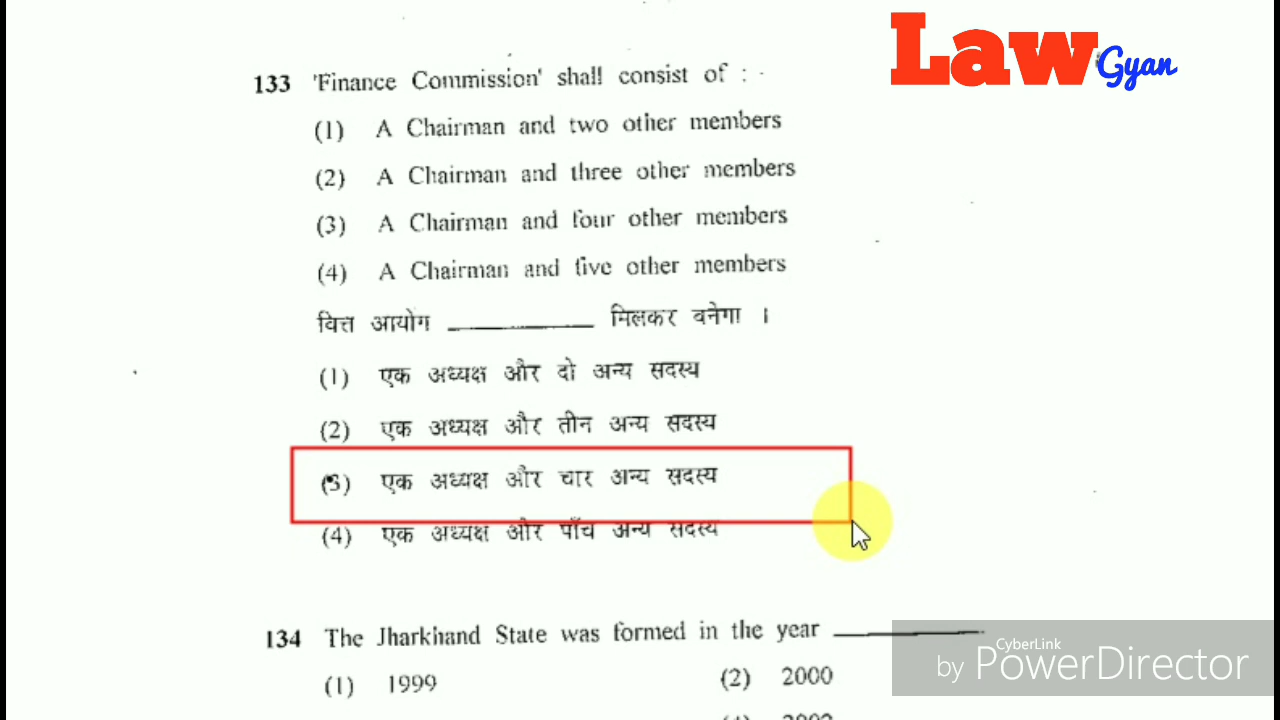 Law Gyan
133 'Finance Commission' shall consist of :
(1) A Chairman and two other members
(2) A Chairman and three other members
(3) A Chairman and four other members
(4) A Chairman and five other members
वित्त आयोग ___________ मिलकर बनेगा ।
(1) एक अध्यक्ष और दो अन्य सदस्य
(2) एक अध्यक्ष और तीन अन्य सदस्य
(3) एक अध्यक्ष और चार अन्य सदस्य
(4) एक अध्यक्ष और पाँच अन्य सदस्य
134 The Jharkhand State was formed in the year ___________
(1) 1999 (2) 2000
CyberLink
by PowerDirector